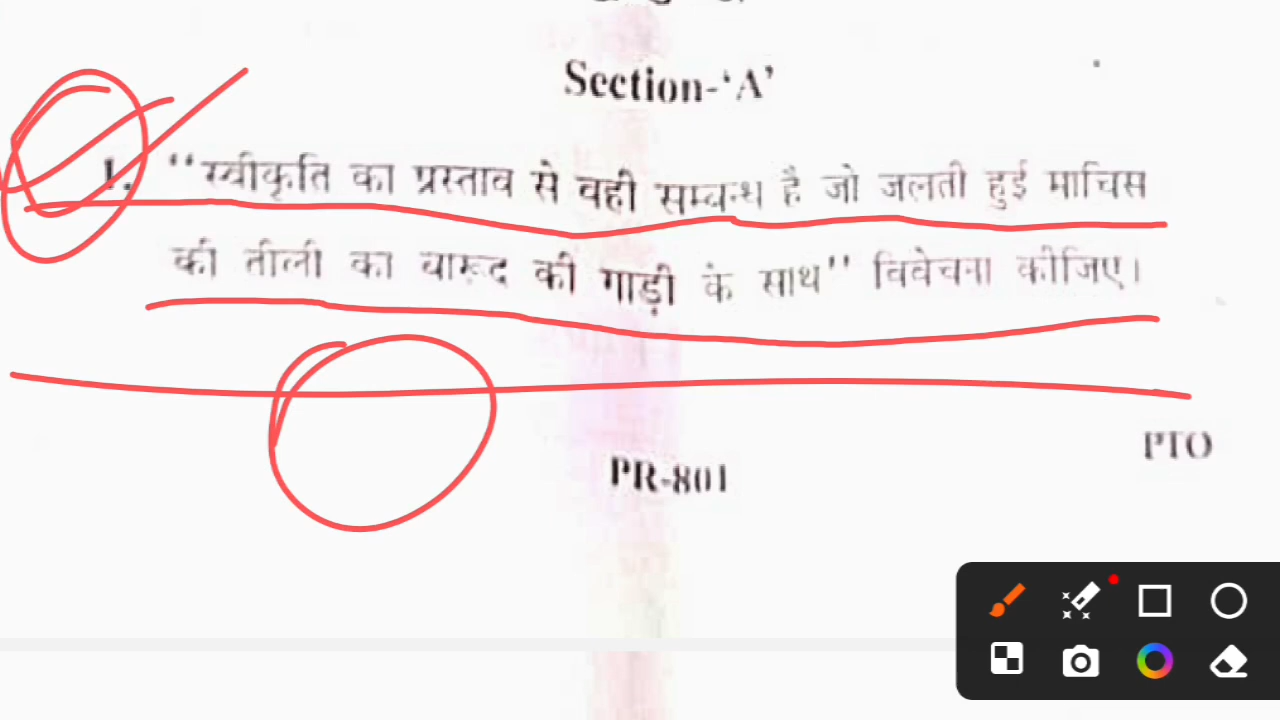 Section-'A'
1. "स्वीकृति का प्रस्ताव से वही सम्बन्ध है जो जलती हुई माचिस
की तीली का बारूद की गाड़ी के साथ" विवेचना कीजिए।
PTO
PR-801